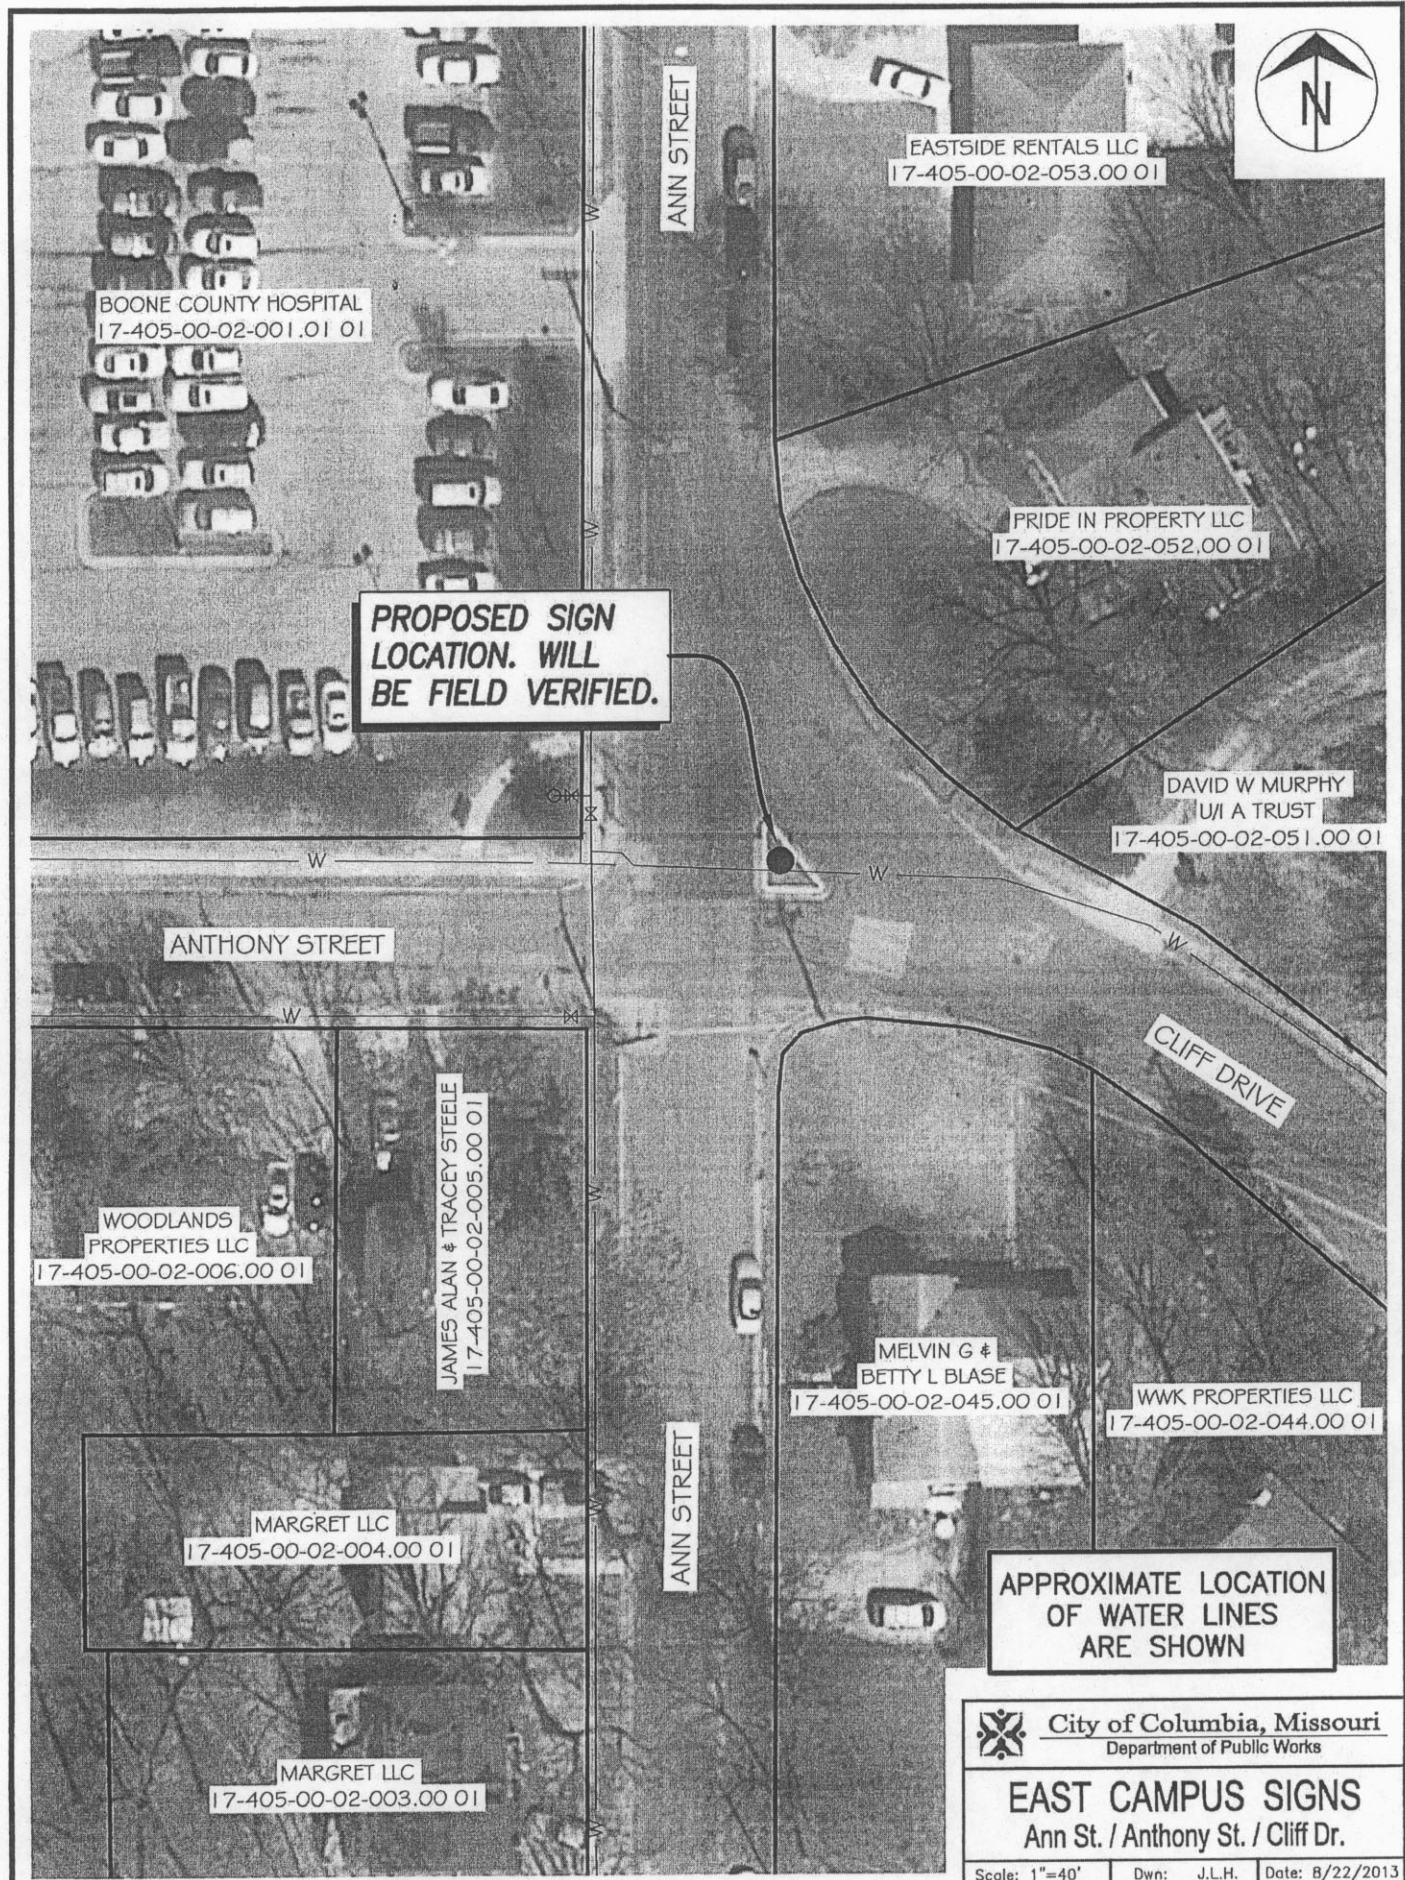 N
ANN STREET
EASTSIDE RENTALS LLC
17-405-00-02-053.00 01
BOONE COUNTY HOSPITAL
17-405-00-02-001.01 01
W
W
PRIDE IN PROPERTY LLC
17-405-00-02-052.00 01
PROPOSED SIGN
LOCATION. WILL
BE FIELD VERIFIED.
DAVID W MURPHY
U/I A TRUST
17-405-00-02-051.00 01
W
W
W
ANTHONY STREET
W
CLIFF DRIVE
JAMES ALAN & TRACEY STEELE
17-405-00-02-005.00 01
W
WOODLANDS
PROPERTIES LLC
17-405-00-02-006.00 01
MELVIN G &
BETTY L BLASE
17-405-00-02-045.00 01
WWK PROPERTIES LLC
17-405-00-02-044.00 01
ANN STREET
W
MARGRET LLC
17-405-00-02-004.00 01
APPROXIMATE LOCATION
OF WATER LINES
ARE SHOWN
MARGRET LLC
17-405-00-02-003.00 01
W
City of Columbia, Missouri
Department of Public Works
EAST CAMPUS SIGNS
Ann St. / Anthony St. / Cliff Dr.
Scale: 1"=40' Dwn: J.L.H. Date: 8/22/2013